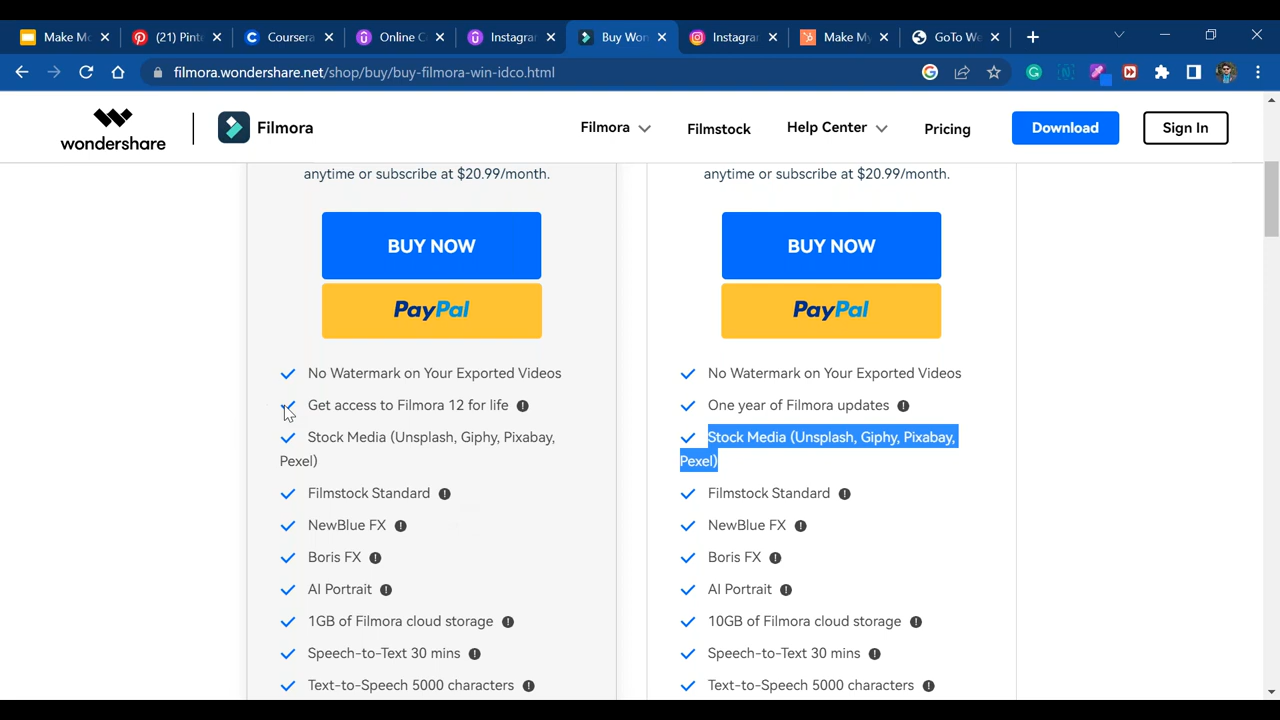 Make Mo
(21) Pint
Coursera
Online C
Instagram
Buy Won
Instagra
Make My
GoTo We
filmora.wondershare.net/shop/buy/buy-filmora-win-idco.html
wondershare
Filmora
Filmora
Filmstock
Help Center
Pricing
Download
Sign In
anytime or subscribe at $20.99/month.
BUY NOW
PayPal
No Watermark on Your Exported Videos
Get access to Filmora 12 for life
Stock Media (Unsplash, Giphy, Pixabay,
Pexel)
Filmstock Standard
NewBlue FX
Boris FX
AI Portrait
1GB of Filmora cloud storage
Speech-to-Text 30 mins
Text-to-Speech 5000 characters
anytime or subscribe at $20.99/month.
BUY NOW
PayPal
No Watermark on Your Exported Videos
One year of Filmora updates
Stock Media (Unsplash, Giphy, Pixabay,
Pexel)
Filmstock Standard
NewBlue FX
Boris FX
AI Portrait
10GB of Filmora cloud storage
Speech-to-Text 30 mins
Text-to-Speech 5000 characters